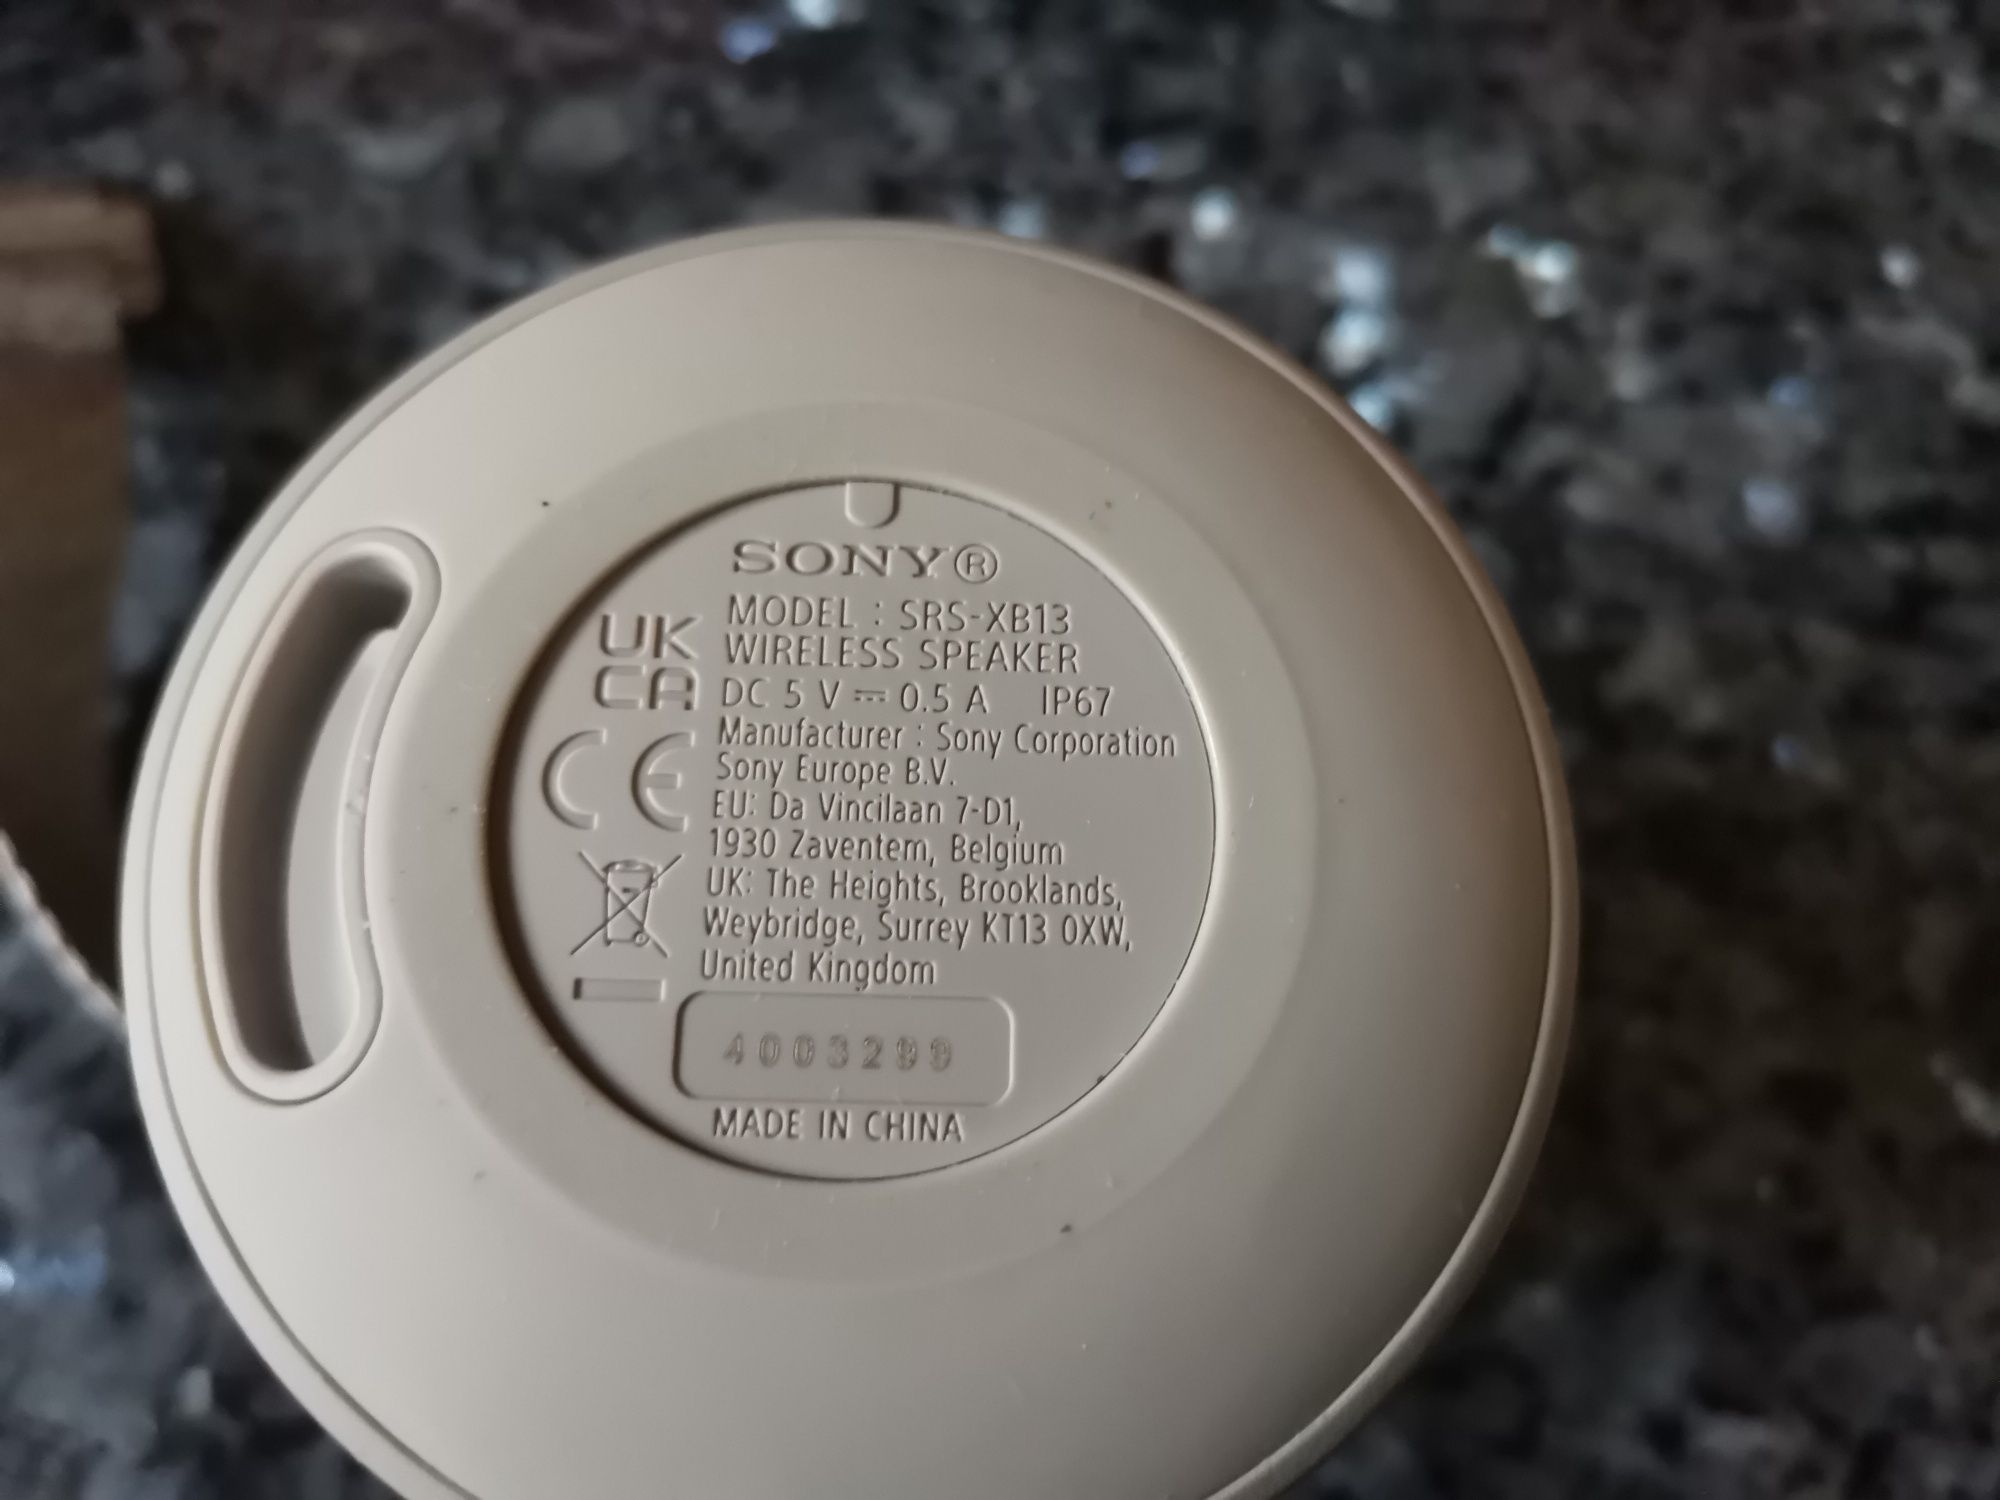 SONY®
MODEL : SRS-XB13
WIRELESS SPEAKER
DC 5 V ⎓ 0.5 A IP67
Manufacturer : Sony Corporation
Sony Europe B.V.
EU: Da Vincilaan 7-D1,
1930 Zaventem, Belgium
UK: The Heights, Brooklands,
Weybridge, Surrey KT13 0XW,
United Kingdom
4003299
MADE IN CHINA
UK
CA
CE